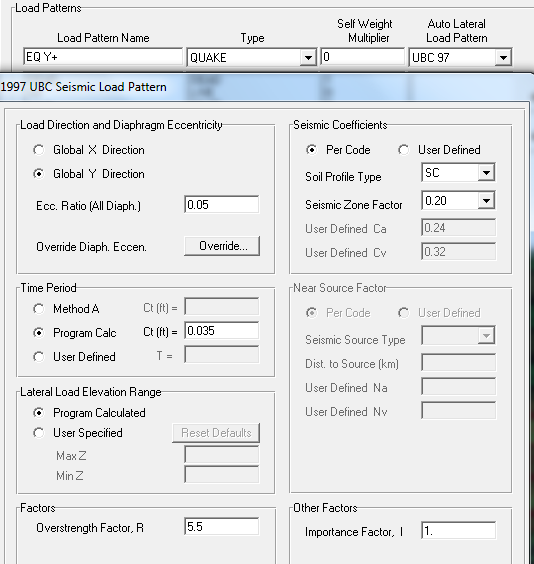 Load Patterns
Self Weight Auto Lateral
Load Pattern Name Type Multiplier Load Pattern
EQ Y+ QUAKE 0 UBC 97
1997 UBC Seismic Load Pattern
Load Direction and Diaphragm Eccentricity
Global X Direction
Global Y Direction
Ecc. Ratio (All Diaph.) 0.05
Override Diaph. Eccen. Override...
Time Period
Method A Ct (ft) =
Program Calc Ct (ft) = 0.035
User Defined T =
Lateral Load Elevation Range
Program Calculated
User Specified Reset Defaults
Max Z
Min Z
Factors
Overstrength Factor, R 5.5
Seismic Coefficients
Per Code User Defined
Soil Profile Type SC
Seismic Zone Factor 0.20
User Defined Ca 0.24
User Defined Cv 0.32
Near Source Factor
Per Code User Defined
Seismic Source Type
Dist. to Source (km)
User Defined Na
User Defined Nv
Other Factors
Importance Factor, I 1.